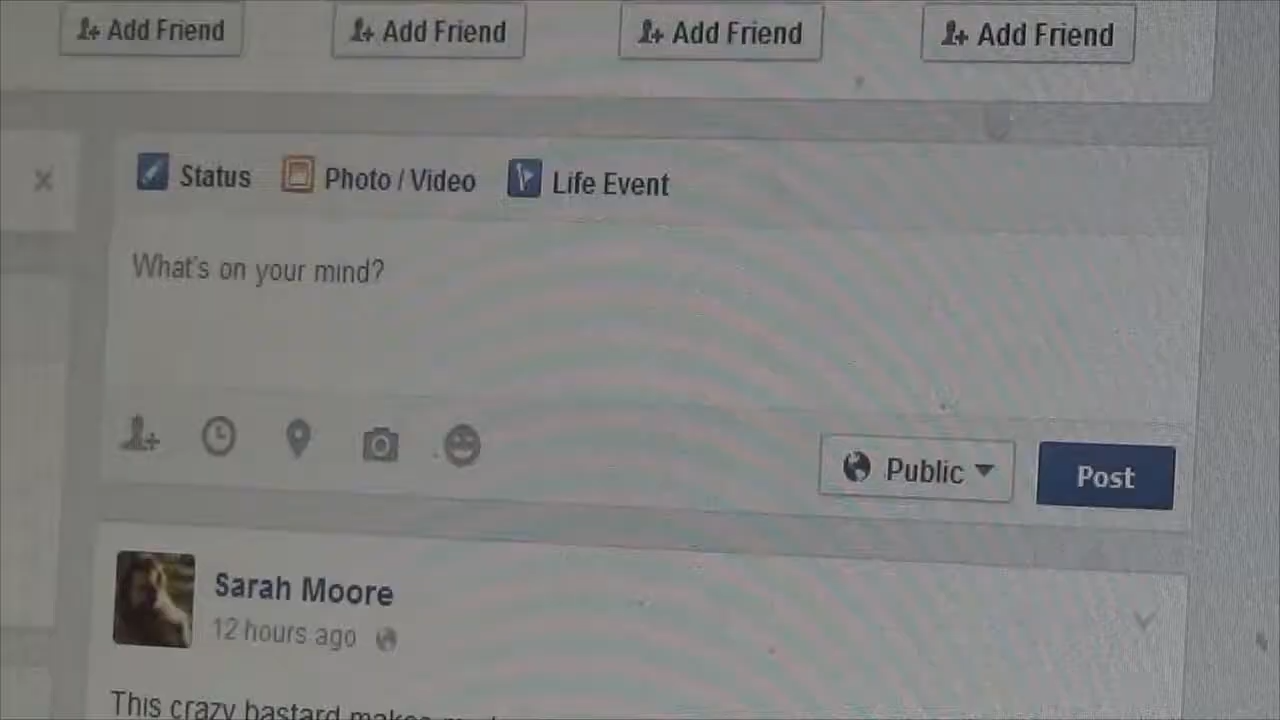 Add Friend Add Friend Add Friend Add Friend
Status Photo / Video Life Event
What's on your mind?
Public Post
Sarah Moore
12 hours ago
This crazy bastard makes